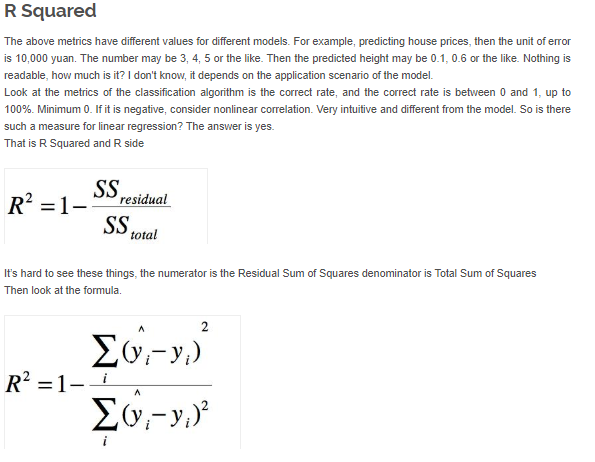 R Squared
The above metrics have different values for different models. For example, predicting house prices, then the unit of error
is 10,000 yuan. The number may be 3, 4, 5 or the like. Then the predicted height may be 0.1, 0.6 or the like. Nothing is
readable, how much is it? I don't know, it depends on the application scenario of the model.
Look at the metrics of the classification algorithm is the correct rate, and the correct rate is between 0 and 1, up to
100%. Minimum 0. If it is negative, consider nonlinear correlation. Very intuitive and different from the model. So is there
such a measure for linear regression? The answer is yes.
That is R Squared and R side
R² = 1 - SS_residual / SS_total
It's hard to see these things, the numerator is the Residual Sum of Squares denominator is Total Sum of Squares
Then look at the formula.
R² = 1 - ∑_i (ŷ_i - y_i)² / ∑_i (ŷ_i - y_i)²